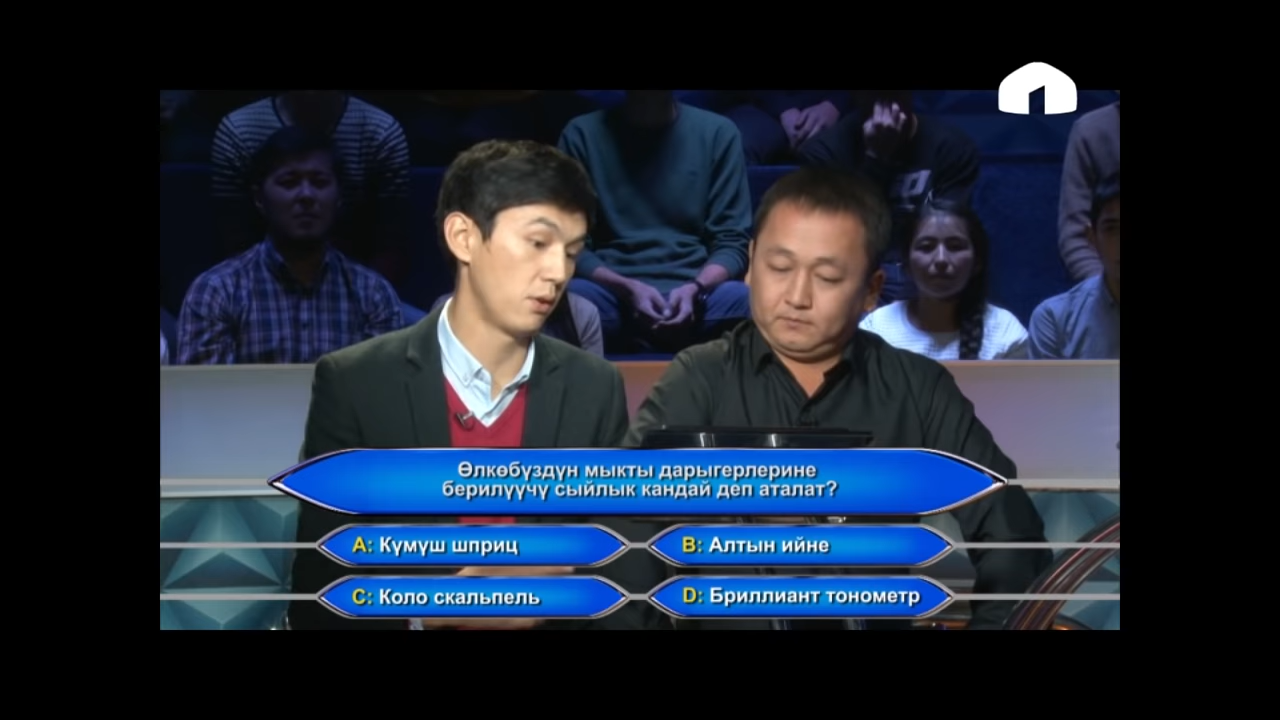 Өлкөбүздүн мыкты дарыгерлерине
берилүүчү сыйлык кандай деп аталат?
A: Күмүш шприц
B: Алтын ийне
C: Коло скальпель
D: Бриллиант тонометр